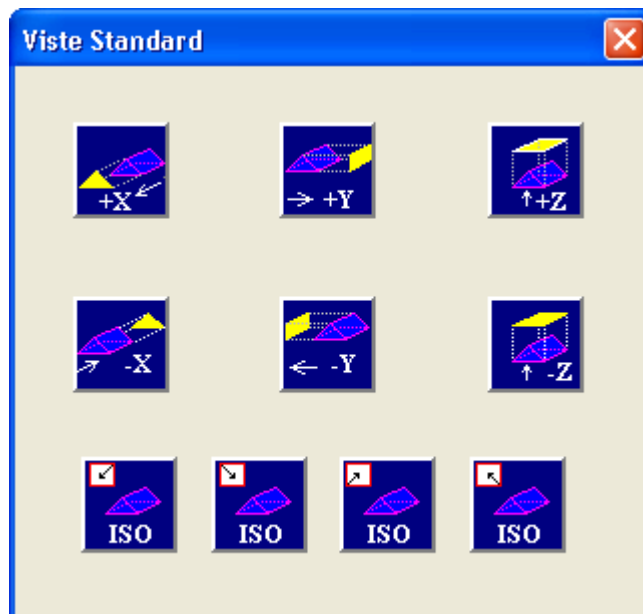 Viste Standard
+X
+Y
+Z
-X
-Y
-Z
ISO
ISO
ISO
ISO